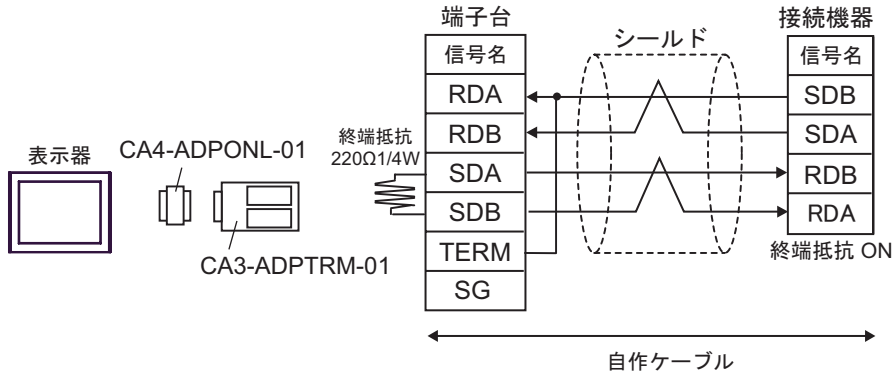 端子台
接続機器
シールド
信号名
信号名
RDA
SDB
RDB
SDA
終端抵抗
220Ω1/4W
SDA
RDB
SDB
RDA
TERM
終端抵抗 ON
SG
表示器
CA4-ADPONL-01
CA3-ADPTRM-01
自作ケーブル